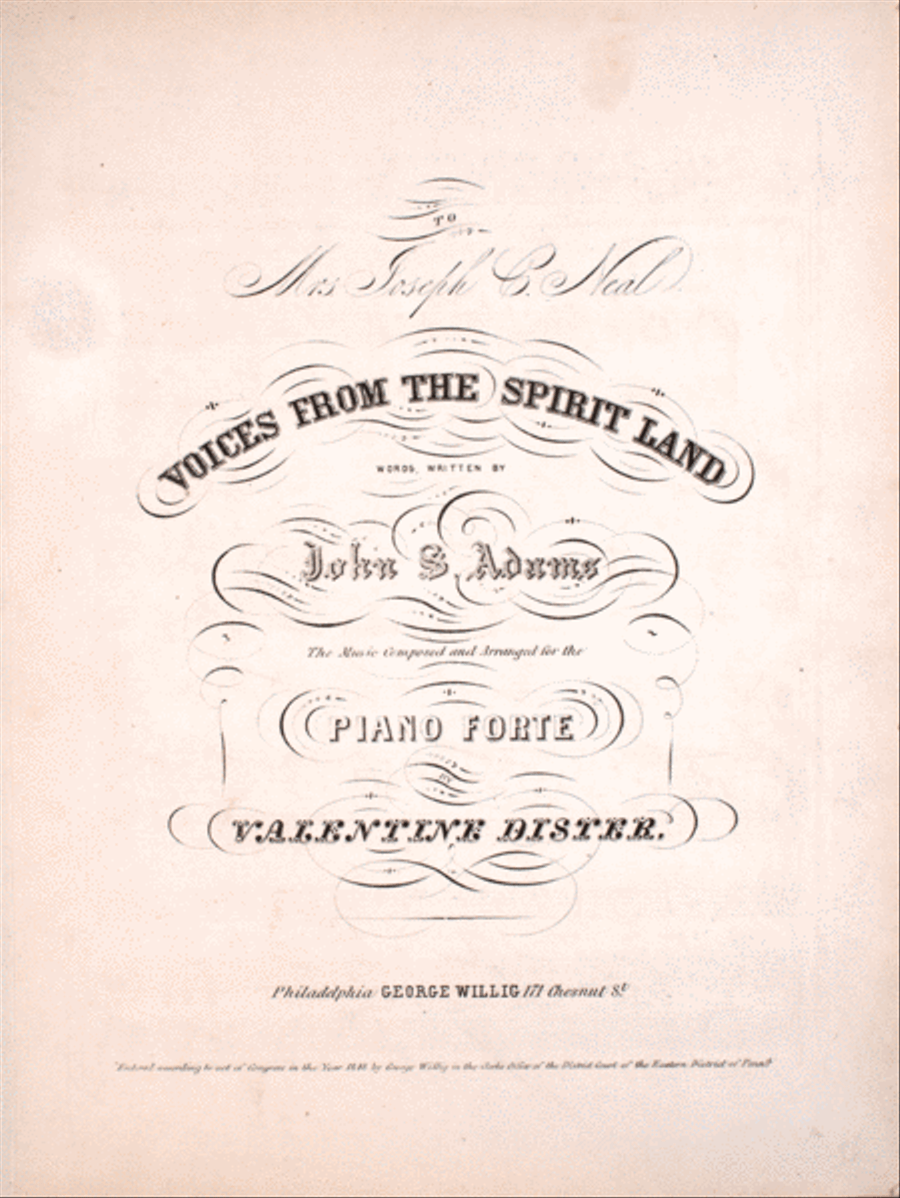 TO
Mrs Joseph C. Neal
VOICES FROM THE SPIRIT LAND
WORDS, WRITTEN BY
John S. Adams
The Music Composed and Arranged for the
PIANO FORTE
BY
VALENTINE DISTER.
Philadelphia GEORGE WILLIG 171 Chesnut St.
Entered according to act of Congress in the Year by George Willig in the Clerks Office of the District Court of the Eastern District of Penna.